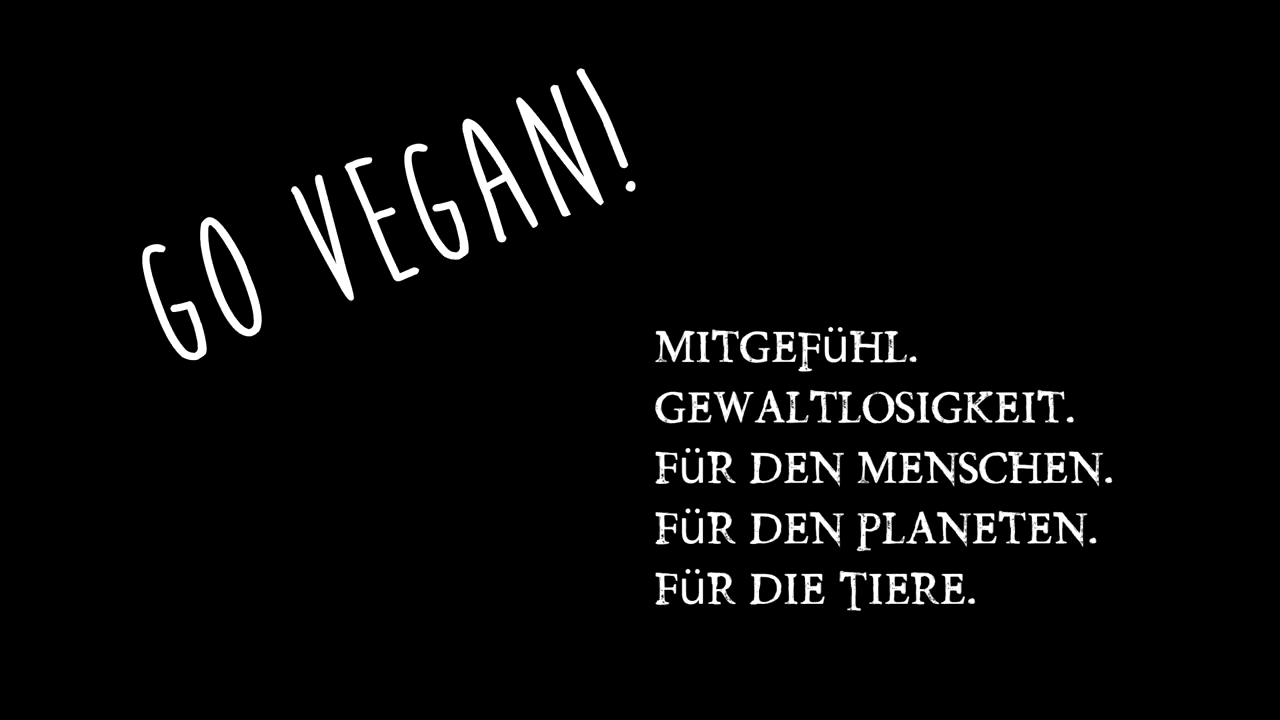 GO VEGAN!
MITGEFÜHL.
GEWALTLOSIGKEIT.
FÜR DEN MENSCHEN.
FÜR DEN PLANETEN.
FÜR DIE TIERE.